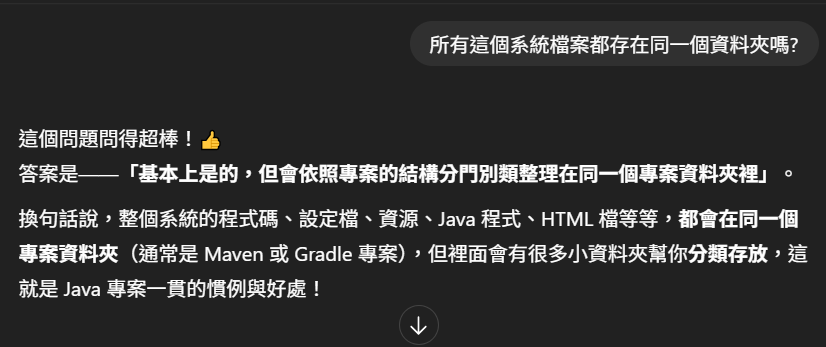 所有這個系統檔案都存在同一個資料夾嗎?
這個問題問得超棒！👍
答案是——「基本上是的，但會依照專案的結構分門別類整理在同一個專案資料夾裡」。
換句話說，整個系統的程式碼、設定檔、資源、Java 程式、HTML 檔等等，都會在同一個
專案資料夾（通常是 Maven 或 Gradle 專案），但裡面會有很多小資料夾幫你分類存放，這
就是 Java 專案一貫的慣例與好處！